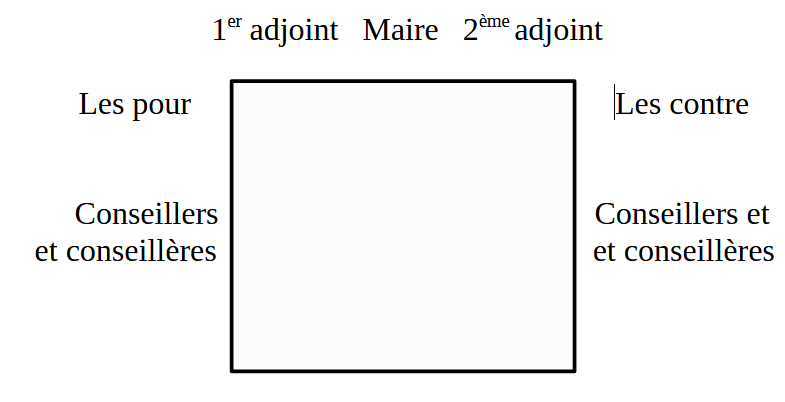 1er adjoint Maire 2ème adjoint
Les pour
Les contre
Conseillers
et conseillères
Conseillers et
et conseillères